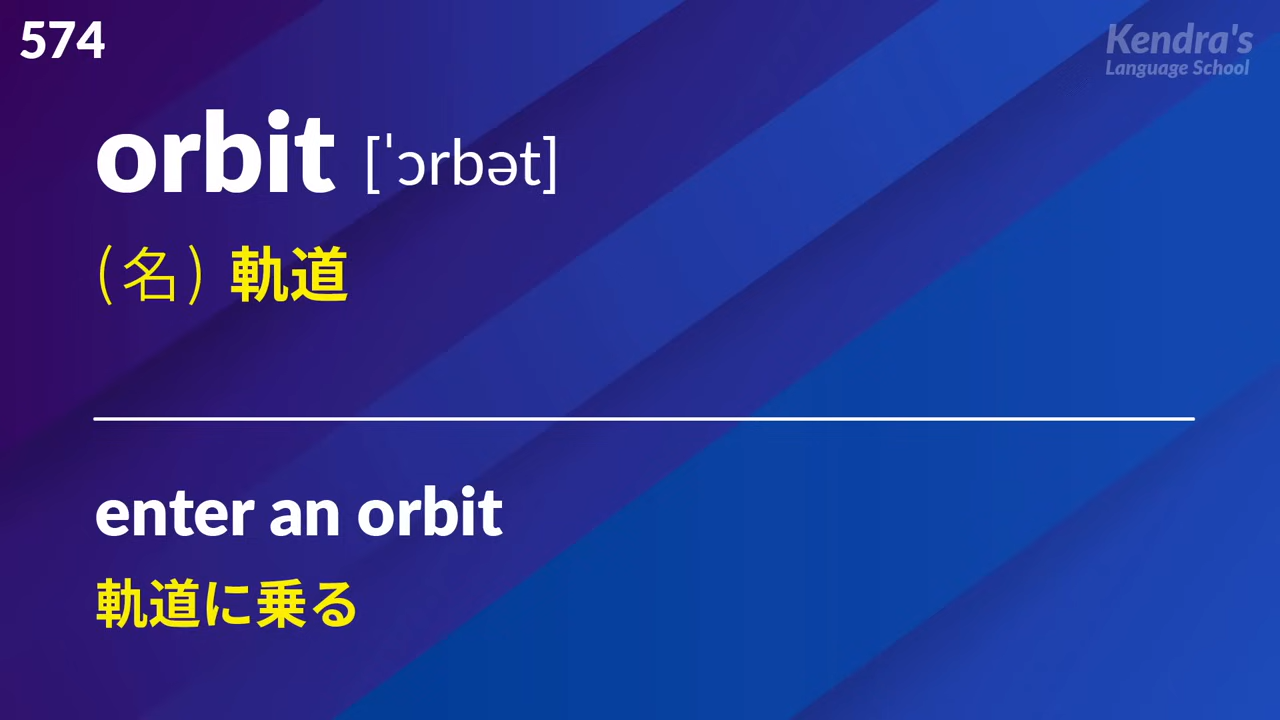 574
Kendra's
Language School
orbit [ˈɔrbət]
(名) 軌道
enter an orbit
軌道に乗る